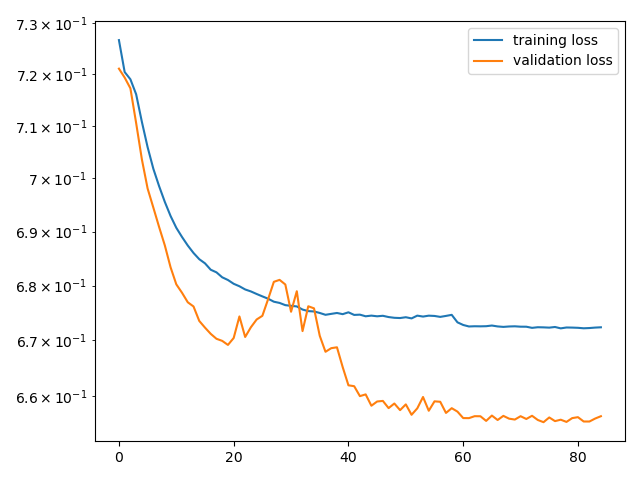 7.3 × 10⁻¹
7.2 × 10⁻¹
7.1 × 10⁻¹
7 × 10⁻¹
6.9 × 10⁻¹
6.8 × 10⁻¹
6.7 × 10⁻¹
6.6 × 10⁻¹
training loss
validation loss
0 20 40 60 80